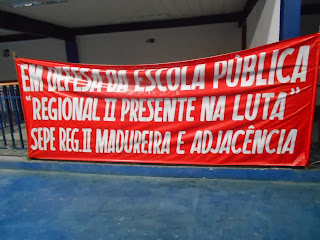 EM DEFESA DA ESCOLA PÚBLICA
"REGIONAL II PRESENTE NA LUTA"
SEPE REG. II MADUREIRA E ADJACÊNCIA